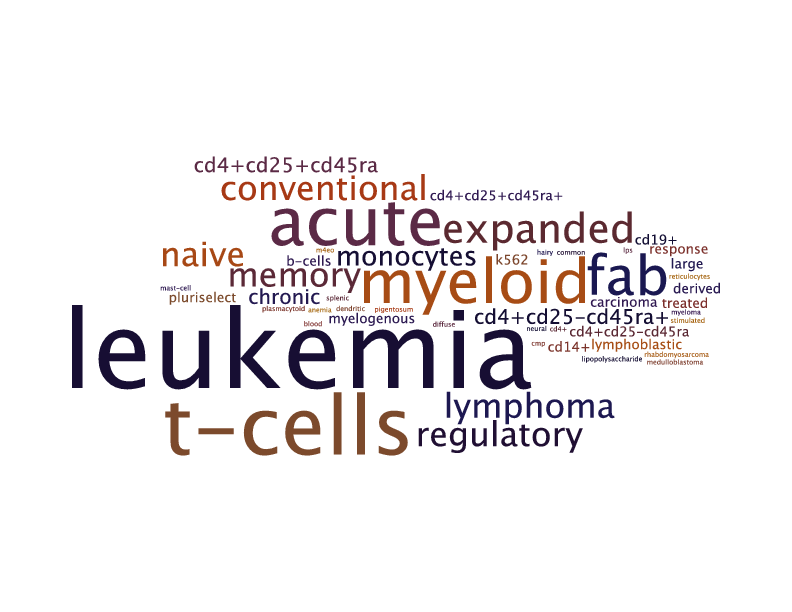 cd4+cd25+cd45ra
conventional cd4+cd25+cd45ra+
acute expanded cd19+
naive m4eo b-cells monocytes k562 hairy common lps response
memory myeloid fab large
reticulocytes
mast-cell pluriselect chronic splenic derived
plasmacytoid anemia dendritic pigentosum carcinoma treated
blood myelogenous diffuse cd4+cd25-cd45ra+ myeloma
stimulated
leukemia neural cd4+ cd4+cd25-cd45ra
cmp cd14+ lymphoblastic
lipopolysaccharide rhabdomyosarcoma
medulloblastoma
t-cells lymphoma
regulatory